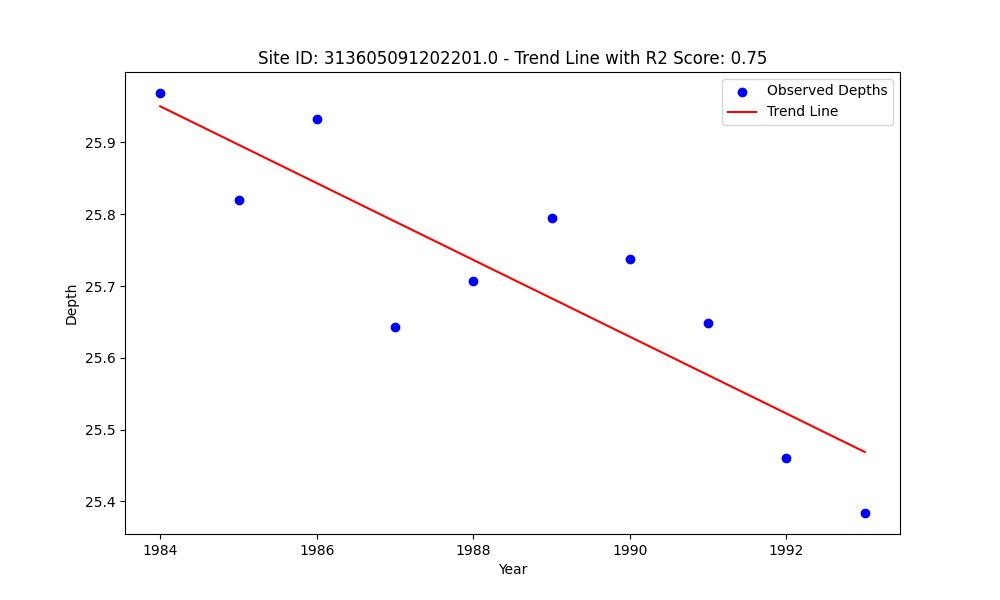 Site ID: 313605091202201.0 - Trend Line with R2 Score: 0.75
Observed Depths
Trend Line
25.9
25.8
25.7
25.6
25.5
25.4
Depth
1984
1986
1988
1990
1992
Year